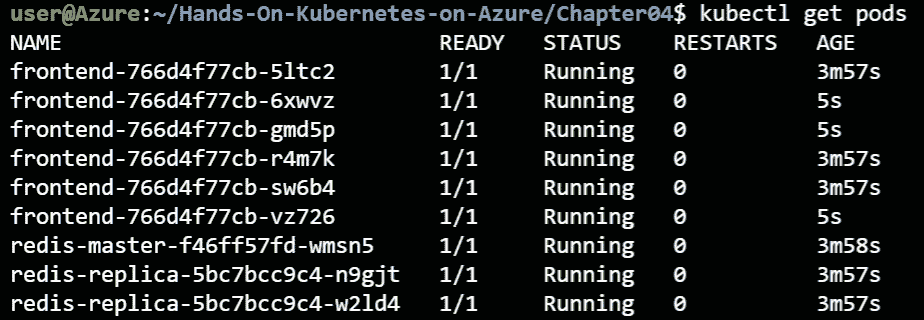 user@Azure:~/Hands-On-Kubernetes-on-Azure/Chapter04$ kubectl get pods
NAME READY STATUS RESTARTS AGE
frontend-766d4f77cb-5ltc2 1/1 Running 0 3m57s
frontend-766d4f77cb-6xwvz 1/1 Running 0 5s
frontend-766d4f77cb-gmd5p 1/1 Running 0 5s
frontend-766d4f77cb-r4m7k 1/1 Running 0 3m57s
frontend-766d4f77cb-sw6b4 1/1 Running 0 3m57s
frontend-766d4f77cb-vz726 1/1 Running 0 5s
redis-master-f46ff57fd-wmsn5 1/1 Running 0 3m58s
redis-replica-5bc7bcc9c4-n9gjt 1/1 Running 0 3m57s
redis-replica-5bc7bcc9c4-w2ld4 1/1 Running 0 3m57s